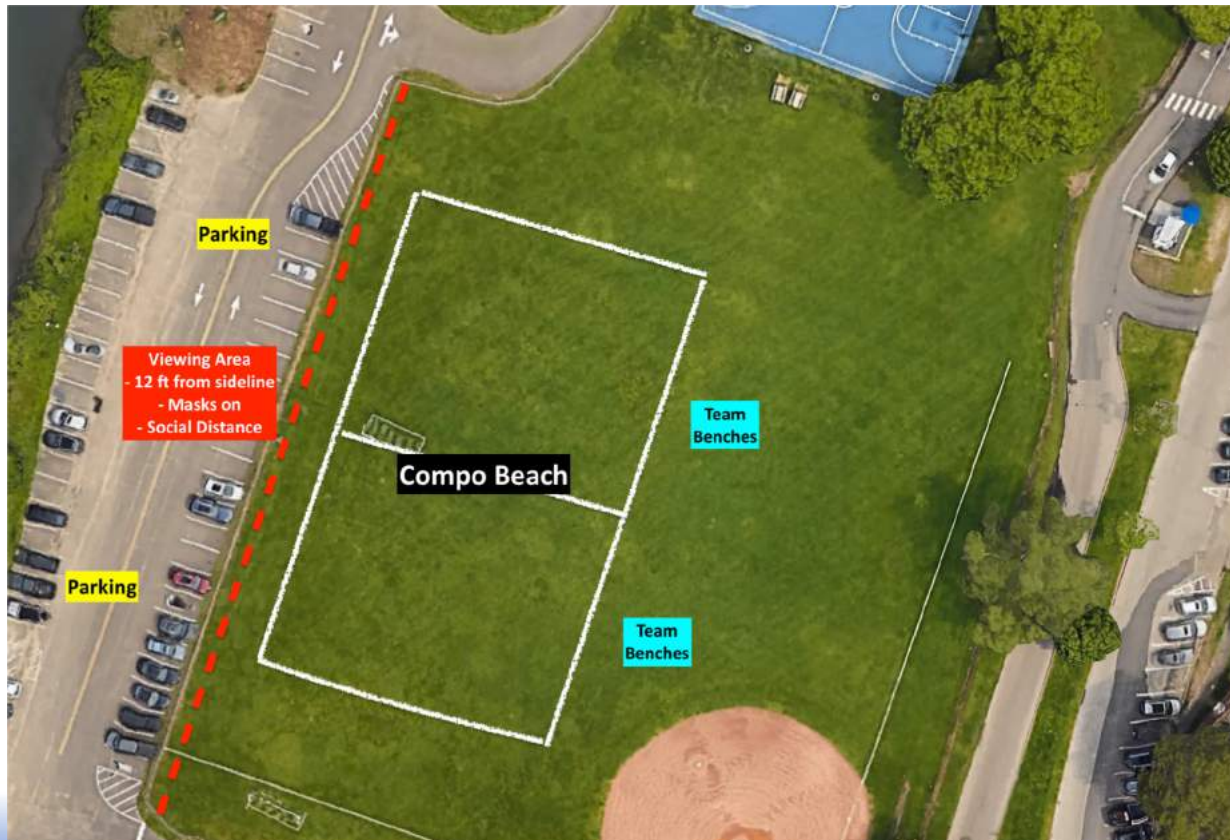 Parking
Viewing Area
- 12 ft from sideline
- Masks on
- Social Distance
Team
Benches
Compo Beach
Parking
Team
Benches